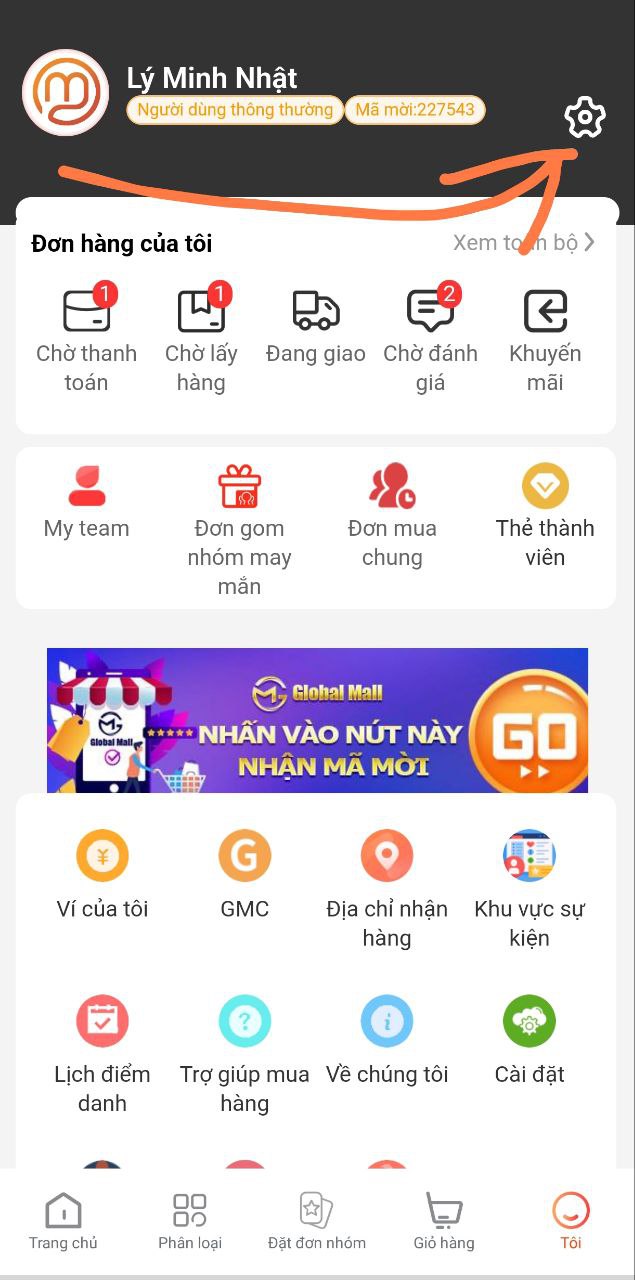 Lý Minh Nhật
Người dùng thông thường Mã mời:227543
Đơn hàng của tôi Xem toàn bộ
1 1 2
Chờ thanh toán
Chờ lấy hàng
Đang giao
Chờ đánh giá
Khuyến mãi
My team
Đơn gom nhóm may mắn
Đơn mua chung
Thẻ thành viên
Global Mall
NHẤN VÀO NÚT NÀY
NHẬN MÃ MỜI
GO
Global Mall
Ví của tôi
GMC
Địa chỉ nhận hàng
Khu vực sự kiện
Lịch điểm danh
Trợ giúp mua hàng
Về chúng tôi
Cài đặt
Trang chủ
Phân loại
Đặt đơn nhóm
Giỏ hàng
Tôi